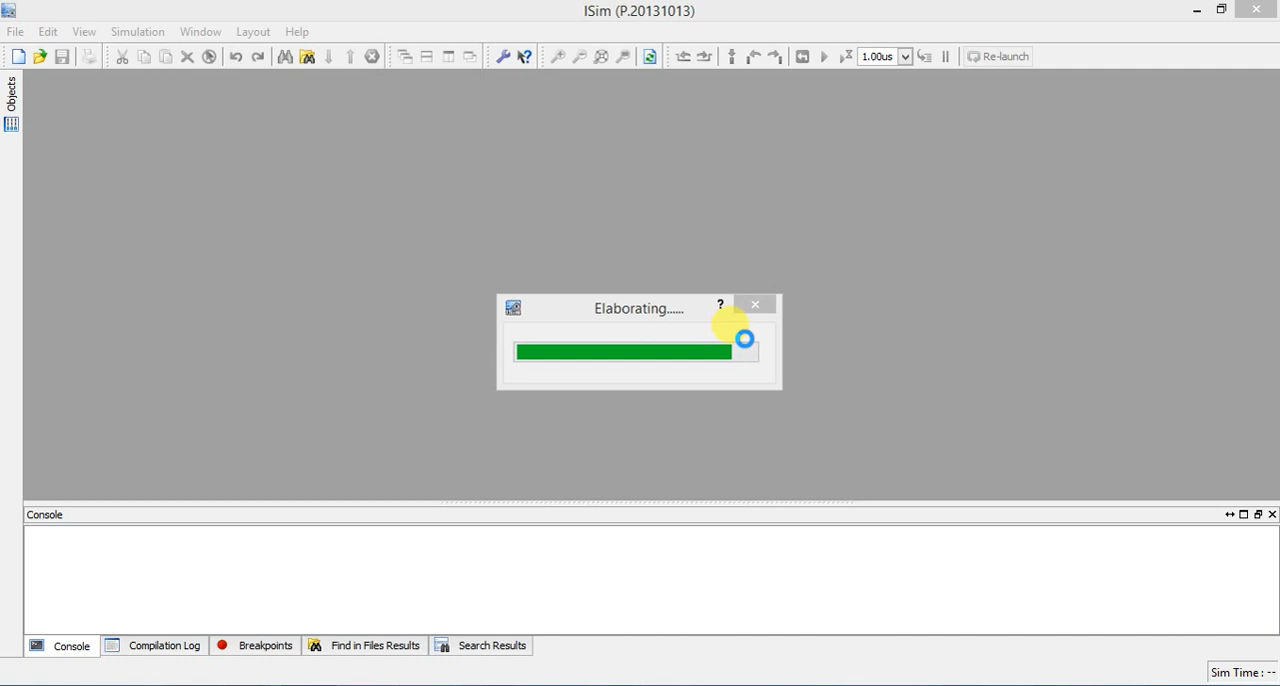 ISim (P.20131013)
File Edit View Simulation Window Layout Help
1.00us Re-launch
Objects
Elaborating...... ?
Console
Console Compilation Log Breakpoints Find in Files Results Search Results
Sim Time : --